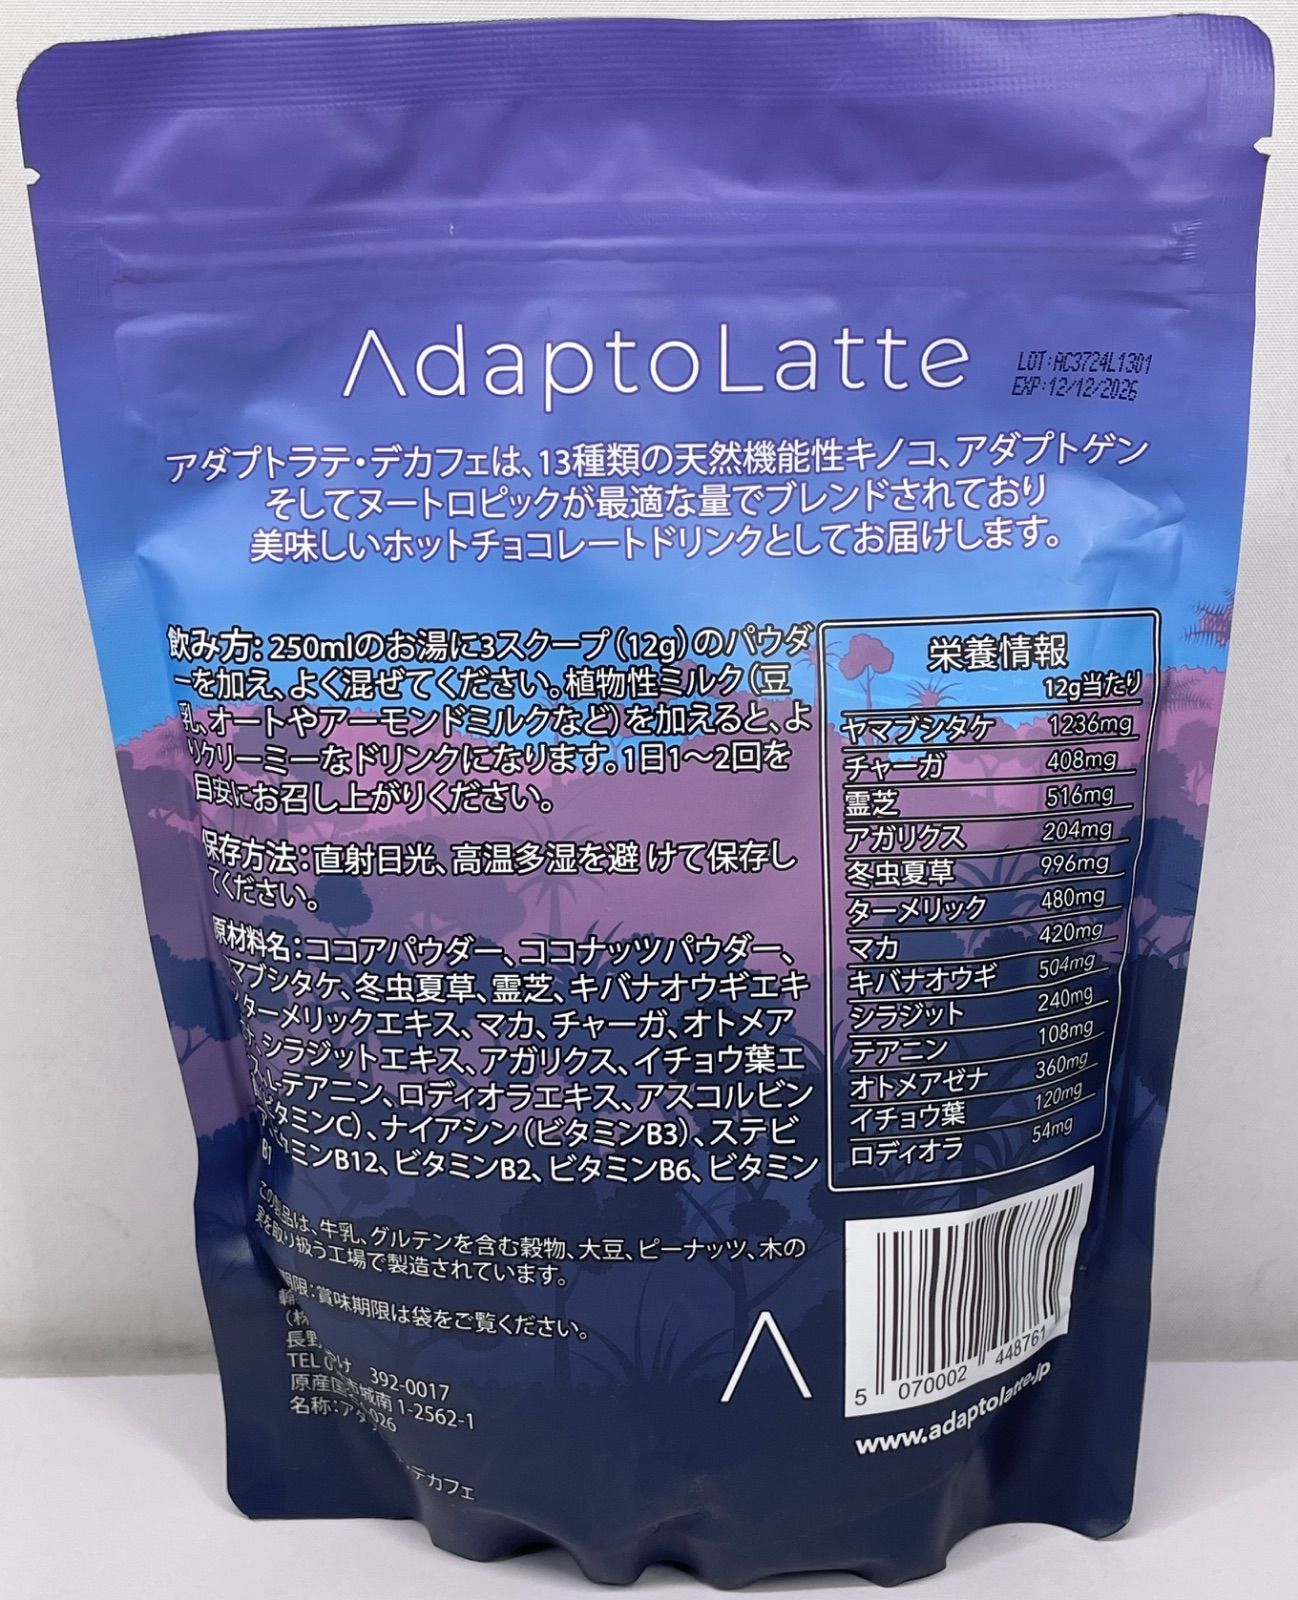 AdaptoLatte
LOT:AC3724L1301
EXP:12/12/2026
アダプトラテ・デカフェは、13種類の天然機能性キノコ、アダプトゲン
そしてヌートロピックが最適な量でブレンドされており
美味しいホットチョコレートドリンクとしてお届けします。
飲み方：250mlのお湯に3スクープ（12g）のパウダ
ーを加え、よく混ぜてください。植物性ミルク（豆
乳、オートやアーモンドミルクなど）を加えると、よ
りクリーミーなドリンクになります。1日1～2回を
目安にお召し上がりください。
保存方法：直射日光、高温多湿を避 けて保存し
てください。
原材料名：ココアパウダー、ココナッツパウダー、
マブシタケ、冬虫夏草、霊芝、キバナオウギエキ
ターメリックエキス、マカ、チャーガ、オトメア
シラジットエキス、アガリクス、イチョウ葉エ
L-テアニン、ロディオラエキス、アスコルビン
ビタミンC）、ナイアシン（ビタミンB3）、ステビ
ミンB12、ビタミンB2、ビタミンB6、ビタミン
B1
この製品は、牛乳、グルテンを含む穀物、大豆、ピーナッツ、木の
実を取り扱う工場で製造されています。
期限：賞味期限は袋をご覧ください。
長野
392-0017
TEL
城南 1-2562-1
原産国
026
名称：アダ
・デカフェ
栄養情報
12g当たり
ヤマブシタケ 1236mg
チャーガ 408mg
霊芝 516mg
アガリクス 204mg
冬虫夏草 996mg
ターメリック 480mg
マカ 420mg
キバナオウギ 504mg
シラジット 240mg
テアニン 108mg
オトメアゼナ 360mg
イチョウ葉 120mg
ロディオラ 54mg
5 070002 448761
www.adaptolatte.jp